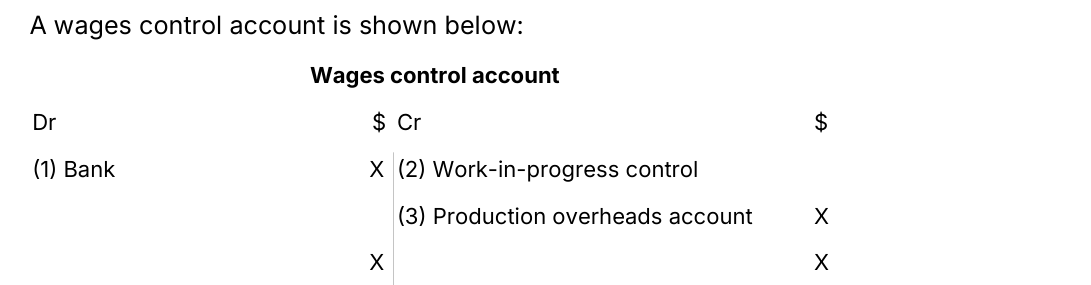 A wages control account is shown below:
Wages control account
Dr $ Cr $
(1) Bank X (2) Work-in-progress control
(3) Production overheads account X
X X